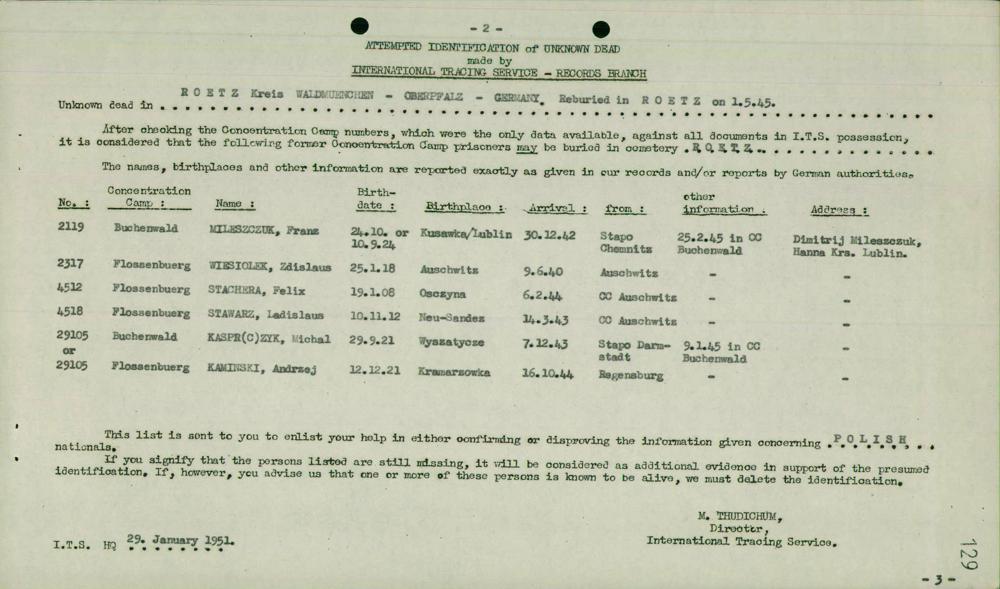 - 2 -
ATTEMPTED IDENTIFICATION of UNKNOWN DEAD
made by
INTERNATIONAL TRACING SERVICE - RECORDS BRANCH
Unknown dead in R O E T Z Kreis WALDMUENCHEN - OBERPFALZ - GERMANY. Reburied in R O E T Z on 1.5.45.
After checking the Concentration Camp numbers, which were the only data available, against all documents in I.T.S. possession,
it is considered that the following former Concentration Camp prisoners may be buried in cemetery .R O E T Z. . . . . . . . . . . .
The names, birthplaces and other information are reported exactly as given in our records and/or reports by German authorities.
No. : Concentration Camp : Name : Birth-date : Birthplace : Arrival : from : other information : Address :
2119 Buchenwald MILESZCZUK, Franz 24.10. or 10.9.24 Kusawka/Lublin 30.12.42 Stapo Chemnitz 25.2.45 in CC Buchenwald Dimitrij Mileszczuk, Hanna Krs. Lublin.
2317 Flossenbuerg WIESIOLEK, Zdislaus 25.1.18 Auschwitz 9.6.40 Auschwitz - -
4512 Flossenbuerg STACHERA, Felix 19.1.08 Osczyna 6.2.44 CC Auschwitz - -
4518 Flossenbuerg STAWARZ, Ladislaus 10.11.12 Neu-Sandez 14.3.43 CC Auschwitz - -
29105 Buchenwald KASPR(C)ZYK, Michal 29.9.21 Wyszatycze 7.12.43 Stapo Darm-stadt 9.1.45 in CC Buchenwald -
or
29105 Flossenbuerg KAMINSKI, Andrzej 12.12.21 Kramarzowka 16.10.44 Regensburg - -
This list is sent to you to enlist your help in either confirming or disproving the information given concerning .P O L I S H . .
nationals.
If you signify that the persons listed are still missing, it will be considered as additional evidence in support of the presumed
identification. If, however, you advise us that one or more of these persons is known to be alive, we must delete the identification.
M. THUDICHUM,
Director,
International Tracing Service.
I.T.S. HQ 29. January 1951.
129
- 3 -